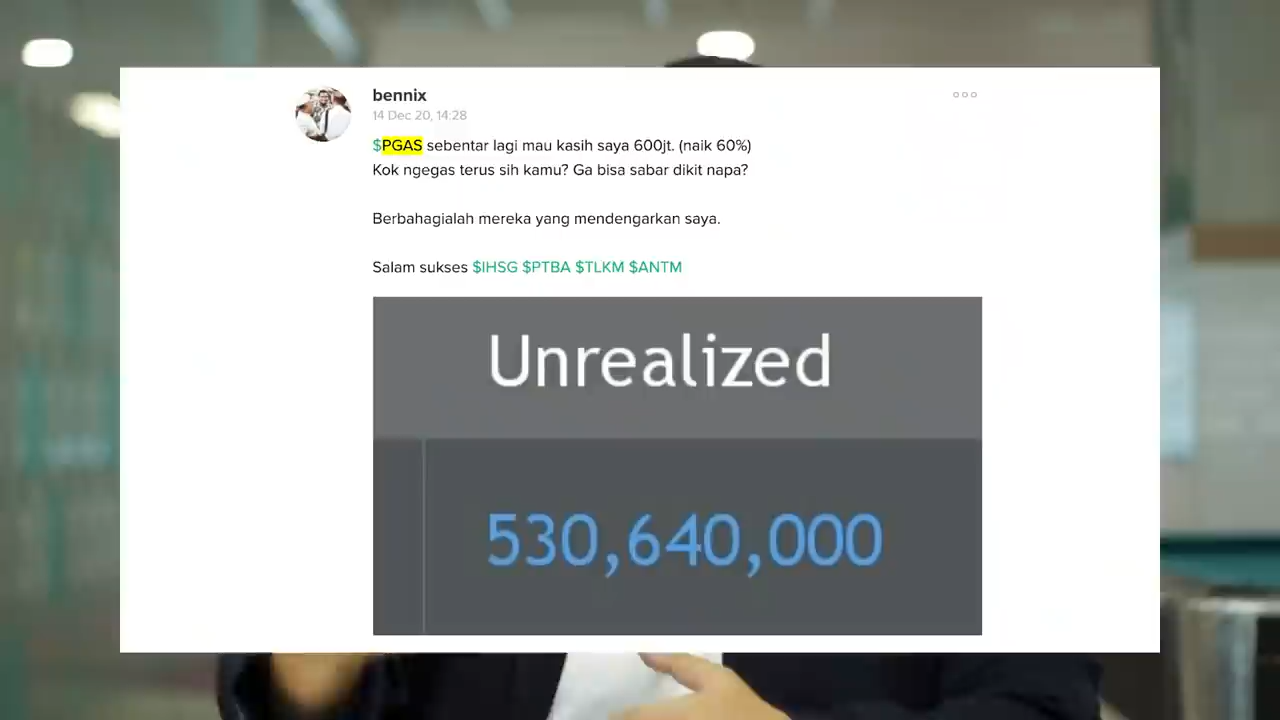 bennix
14 Dec 20, 14:28
$PGAS sebentar lagi mau kasih saya 600jt. (naik 60%)
Kok ngegas terus sih kamu? Ga bisa sabar dikit napa?
Berbahagialah mereka yang mendengarkan saya.
Salam sukses $IHSG $PTBA $TLKM $ANTM
Unrealized
530,640,000